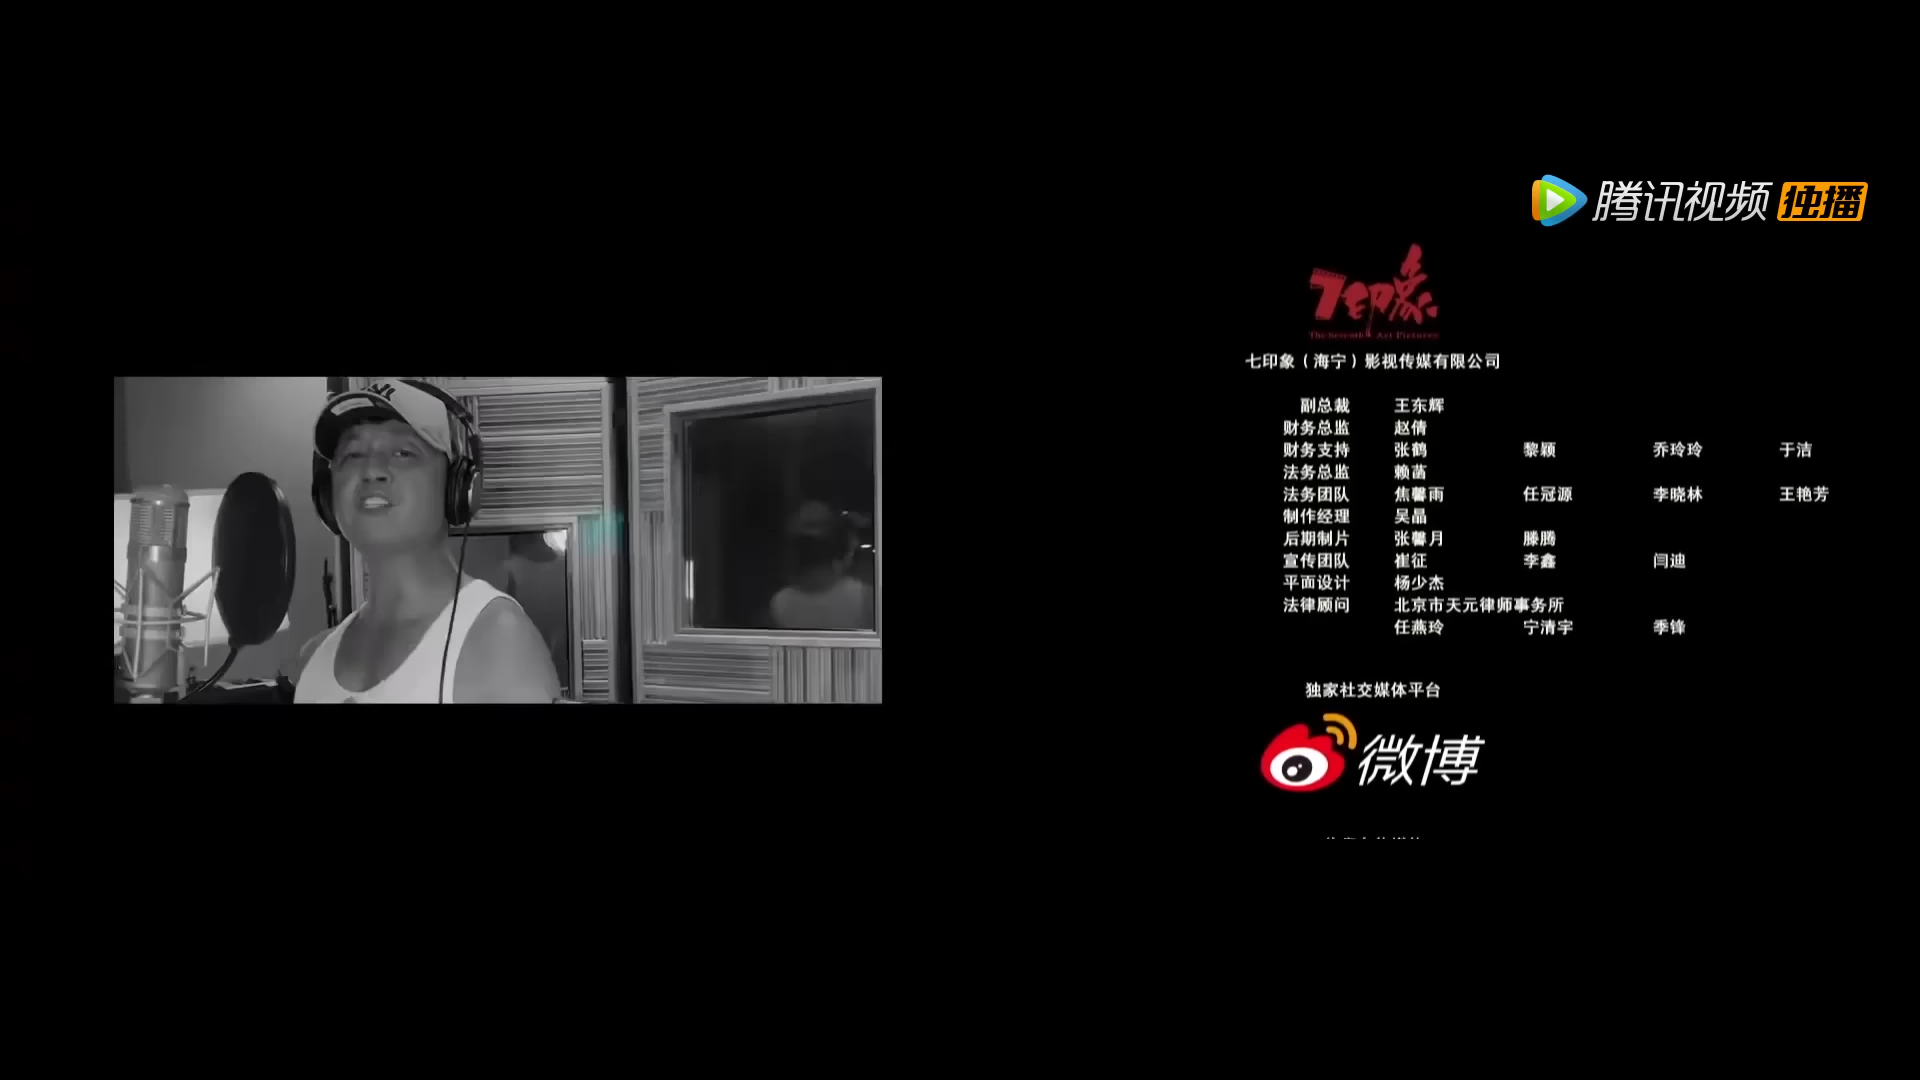 腾讯视频 独播
7印象
The Seventh Art Pictures
七印象（海宁）影视传媒有限公司
副总裁 王东辉
财务总监 赵倩
财务支持 张鹤 黎颖 乔玲玲 于洁
法务总监 赖菡
法务团队 焦馨雨 任冠源 李晓林 王艳芳
制作经理 吴晶
后期制片 张馨月 滕腾
宣传团队 崔征 李鑫 闫迪
平面设计 杨少杰
法律顾问 北京市天元律师事务所
任燕玲 宁清宇 季锋
独家社交媒体平台
微博